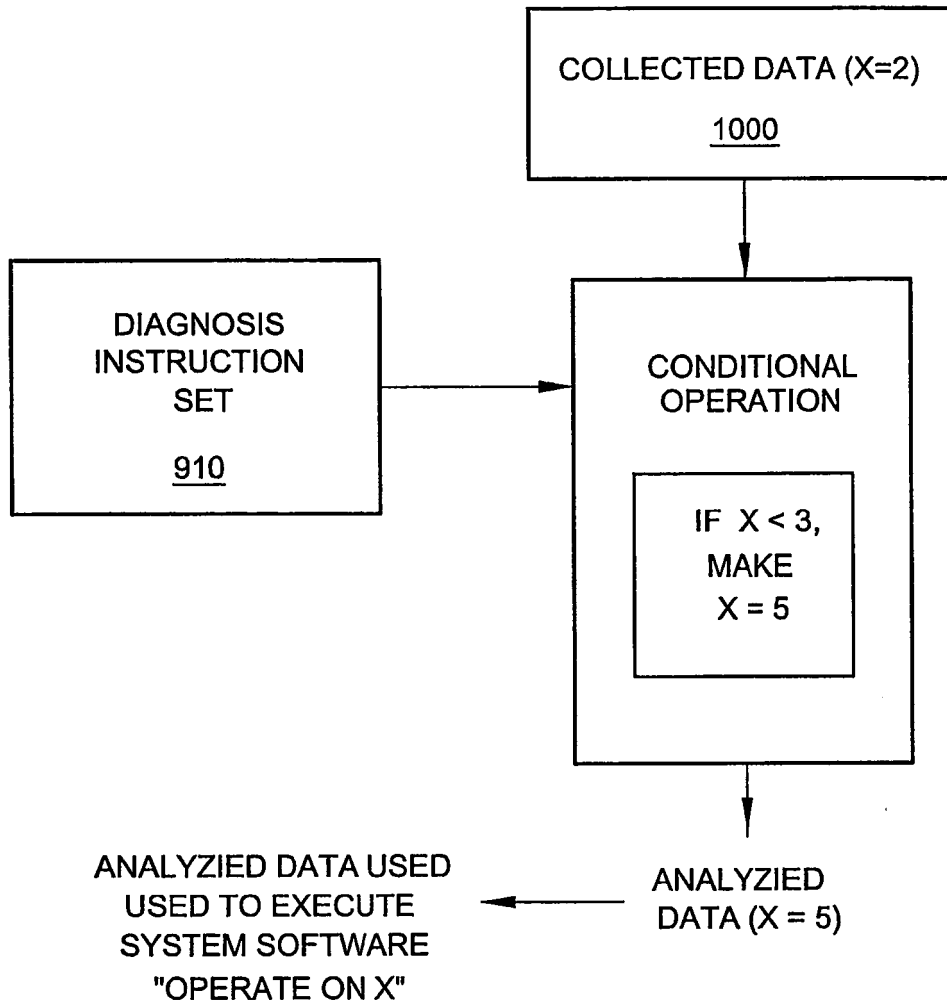 COLLECTED DATA (X=2)
1000
DIAGNOSIS
INSTRUCTION
SET
910
CONDITIONAL
OPERATION
IF X < 3,
MAKE
X = 5
ANALYZIED
DATA (X = 5)
ANALYZIED DATA USED
USED TO EXECUTE
SYSTEM SOFTWARE
"OPERATE ON X"